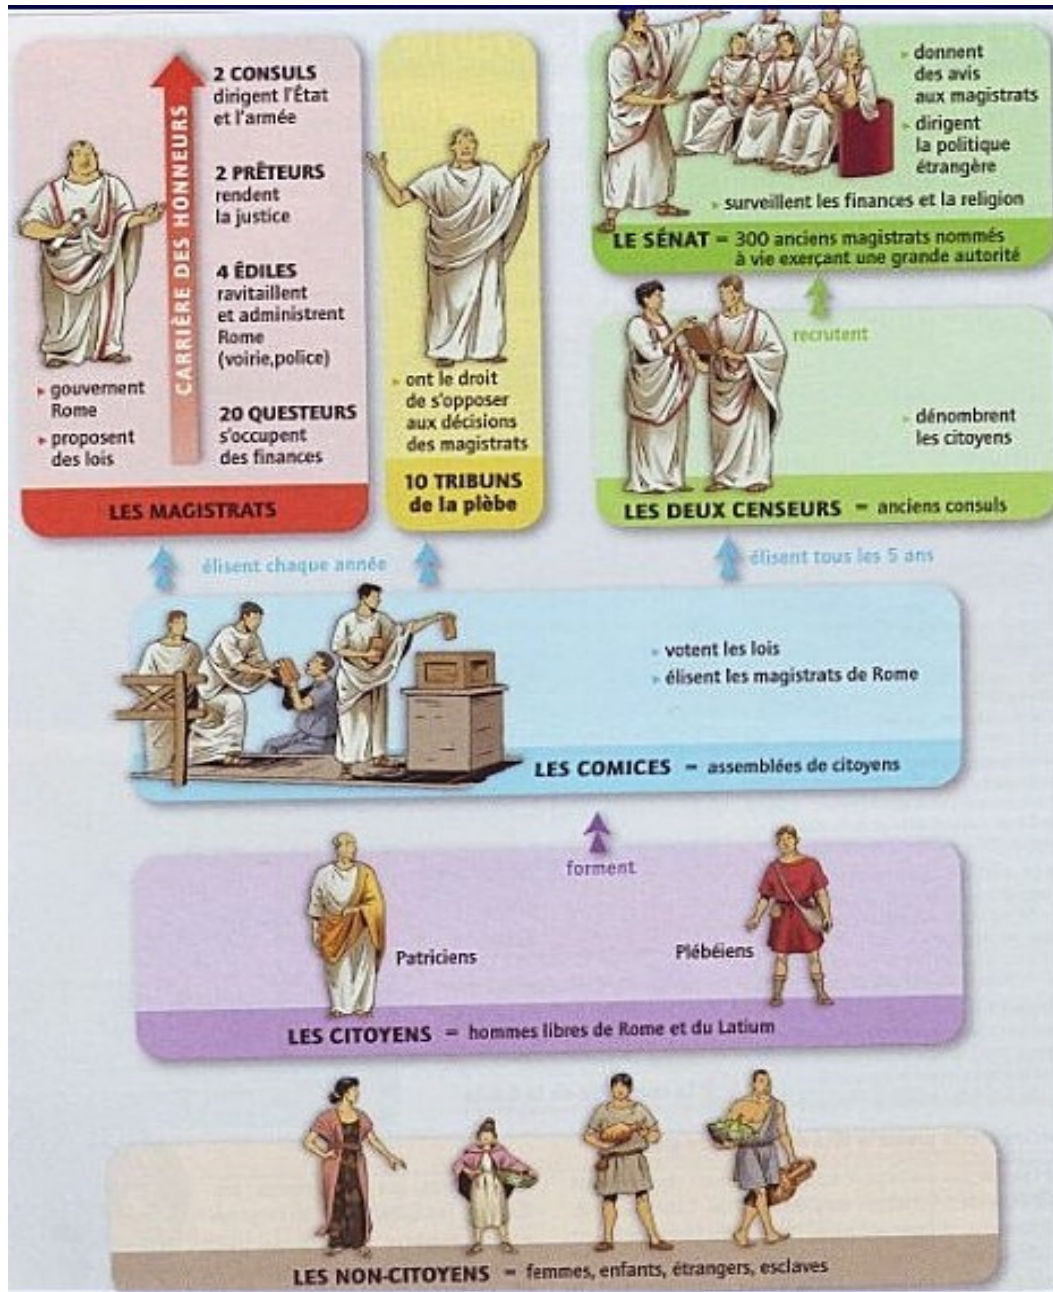 CARRIÈRE DES HONNEURS
2 CONSULS
dirigent l'État
et l'armée
2 PRÊTEURS
rendent
la justice
4 ÉDILES
ravitaillent
et administrent
Rome
(voirie,police)
20 QUESTEURS
s'occupent
des finances
gouvernent
Rome
proposent
des lois
LES MAGISTRATS
ont le droit
de s'opposer
aux décisions
des magistrats
10 TRIBUNS
de la plèbe
donnent
des avis
aux magistrats
dirigent
la politique
étrangère
surveillent les finances et la religion
LE SÉNAT = 300 anciens magistrats nommés
à vie exerçant une grande autorité
recrutent
dénombrent
les citoyens
LES DEUX CENSEURS = anciens consuls
élisent chaque année
élisent tous les 5 ans
votent les lois
élisent les magistrats de Rome
LES COMICES = assemblées de citoyens
forment
Patriciens
Plébéiens
LES CITOYENS = hommes libres de Rome et du Latium
LES NON-CITOYENS = femmes, enfants, étrangers, esclaves